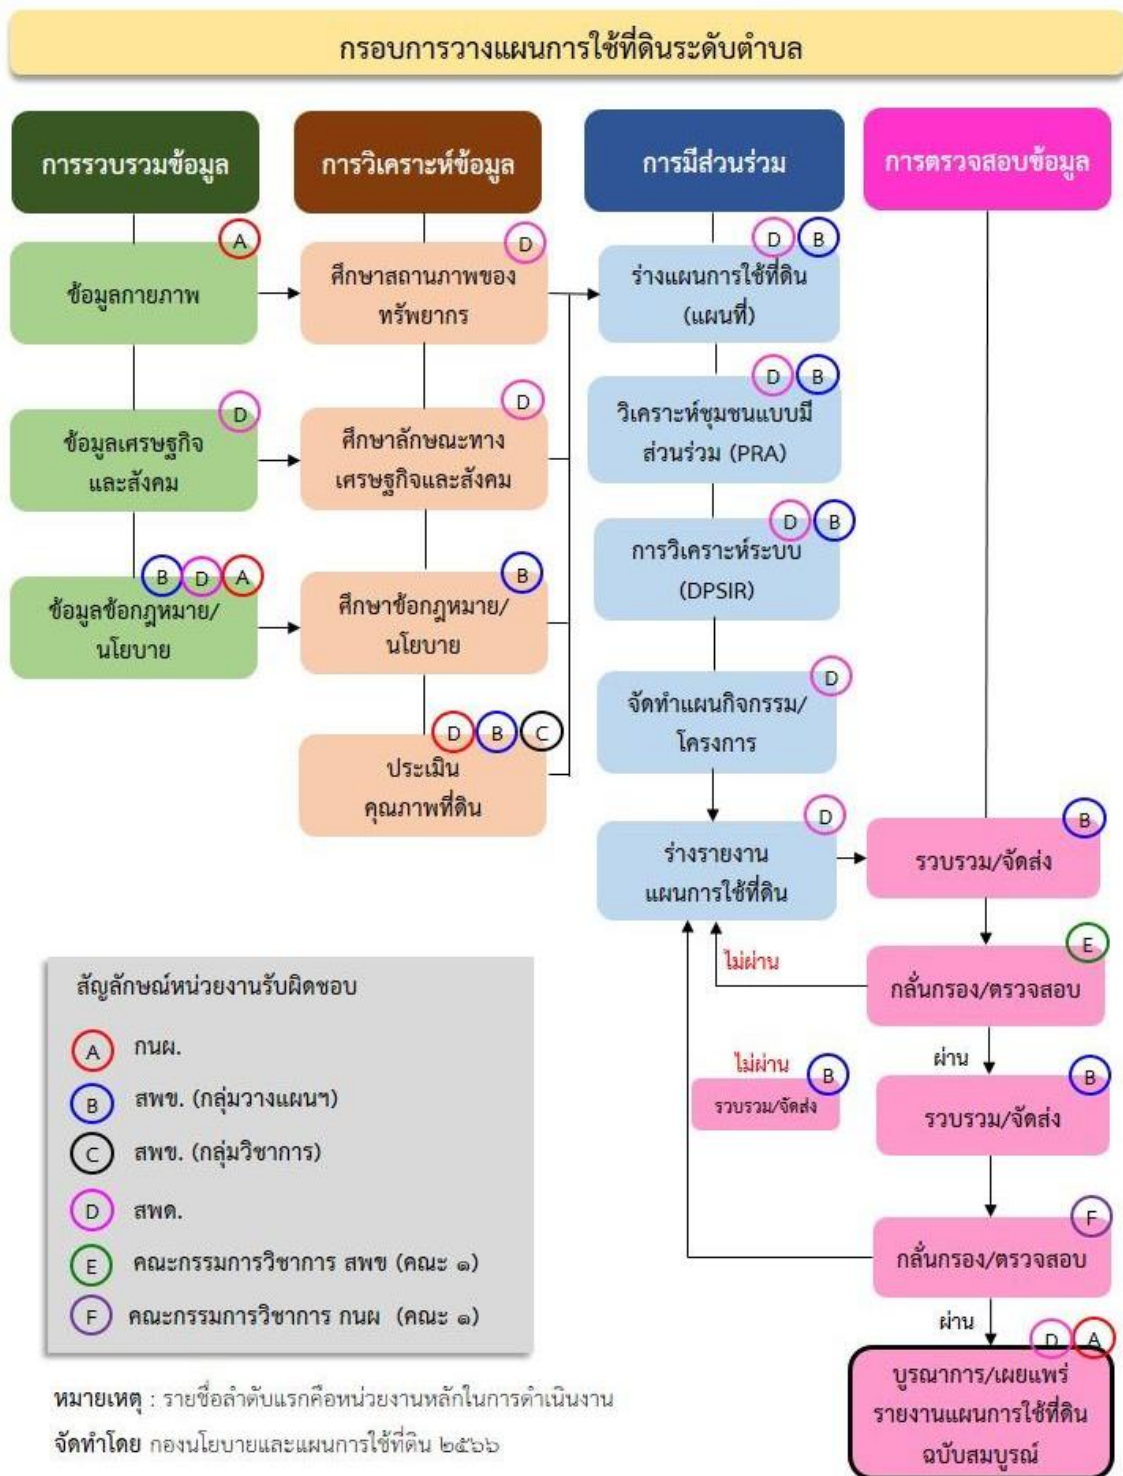 กรอบการวางแผนการใช้ที่ดินระดับตำบล
การรวบรวมข้อมูล
การวิเคราะห์ข้อมูล
การมีส่วนร่วม
การตรวจสอบข้อมูล
A
ข้อมูลกายภาพ
D
ข้อมูลเศรษฐกิจ
และสังคม
B D A
ข้อมูลข้อกฎหมาย/
นโยบาย
D
ศึกษาสถานภาพของ
ทรัพยากร
D
ศึกษาลักษณะทาง
เศรษฐกิจและสังคม
B
ศึกษาข้อกฎหมาย/
นโยบาย
D B C
ประเมิน
คุณภาพที่ดิน
D B
ร่างแผนการใช้ที่ดิน
(แผนที่)
D B
วิเคราะห์ชุมชนแบบมี
ส่วนร่วม (PRA)
D B
การวิเคราะห์ระบบ
(DPSIR)
D
จัดทำแผนกิจกรรม/
โครงการ
D
ร่างรายงาน
แผนการใช้ที่ดิน
B
รวบรวม/จัดส่ง
E
ไม่ผ่าน
กลั่นกรอง/ตรวจสอบ
ผ่าน
ไม่ผ่าน
B
รวบรวม/จัดส่ง
B
รวบรวม/จัดส่ง
F
กลั่นกรอง/ตรวจสอบ
ผ่าน
D A
บูรณาการ/เผยแพร่
รายงานแผนการใช้ที่ดิน
ฉบับสมบูรณ์
สัญลักษณ์หน่วยงานรับผิดชอบ
A กนผ.
B สพข. (กลุ่มวางแผนฯ)
C สพข. (กลุ่มวิชาการ)
D สพด.
E คณะกรรมการวิชาการ สพข (คณะ ๑)
F คณะกรรมการวิชาการ กนผ (คณะ ๑)
หมายเหตุ : รายชื่อลำดับแรกคือหน่วยงานหลักในการดำเนินงาน
จัดทำโดย กองนโยบายและแผนการใช้ที่ดิน ๒๕๖๖